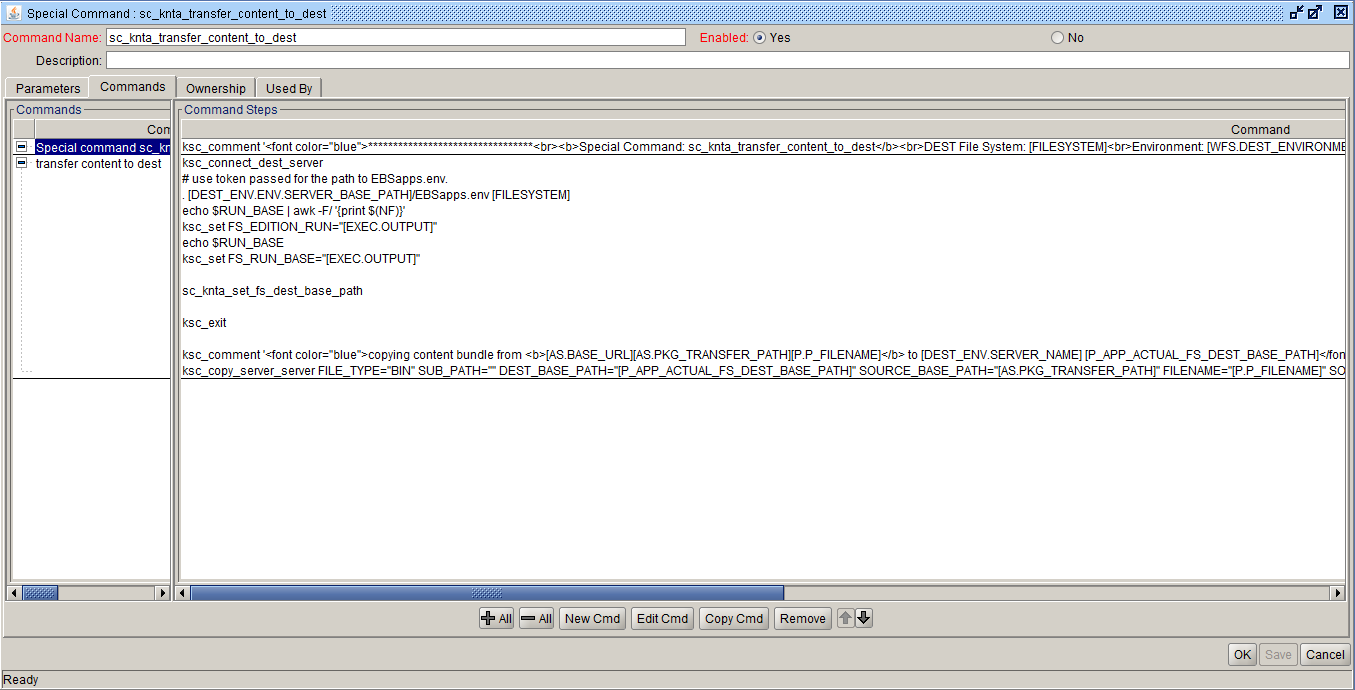 Special Command : sc_knta_transfer_content_to_dest
Command Name: sc_knta_transfer_content_to_dest Enabled: Yes No
Description:
Parameters Commands Ownership Used By
Commands Command Steps
Com Command
Special command sc_kn ksc_comment '<font color="blue">*********************************<br><b>Special Command: sc_knta_transfer_content_to_dest</b><br>DEST File System: [FILESYSTEM]<br>Environment: [WFS.DEST_ENVIRONME
transfer content to dest ksc_connect_dest_server
# use token passed for the path to EBSapps.env.
. [DEST_ENV.ENV.SERVER_BASE_PATH]/EBSapps.env [FILESYSTEM]
echo $RUN_BASE | awk -F/ '{print $(NF)}'
ksc_set FS_EDITION_RUN="[EXEC.OUTPUT]"
echo $RUN_BASE
ksc_set FS_RUN_BASE="[EXEC.OUTPUT]"
sc_knta_set_fs_dest_base_path
ksc_exit
ksc_comment '<font color="blue">copying content bundle from <b>[AS.BASE_URL][AS.PKG_TRANSFER_PATH][P.P_FILENAME]</b> to [DEST_ENV.SERVER_NAME] [P_APP_ACTUAL_FS_DEST_BASE_PATH]</fon
ksc_copy_server_server FILE_TYPE="BIN" SUB_PATH="" DEST_BASE_PATH="[P_APP_ACTUAL_FS_DEST_BASE_PATH]" SOURCE_BASE_PATH="[AS.PKG_TRANSFER_PATH]" FILENAME="[P.P_FILENAME]" SO
All All New Cmd Edit Cmd Copy Cmd Remove
OK Save Cancel
Ready